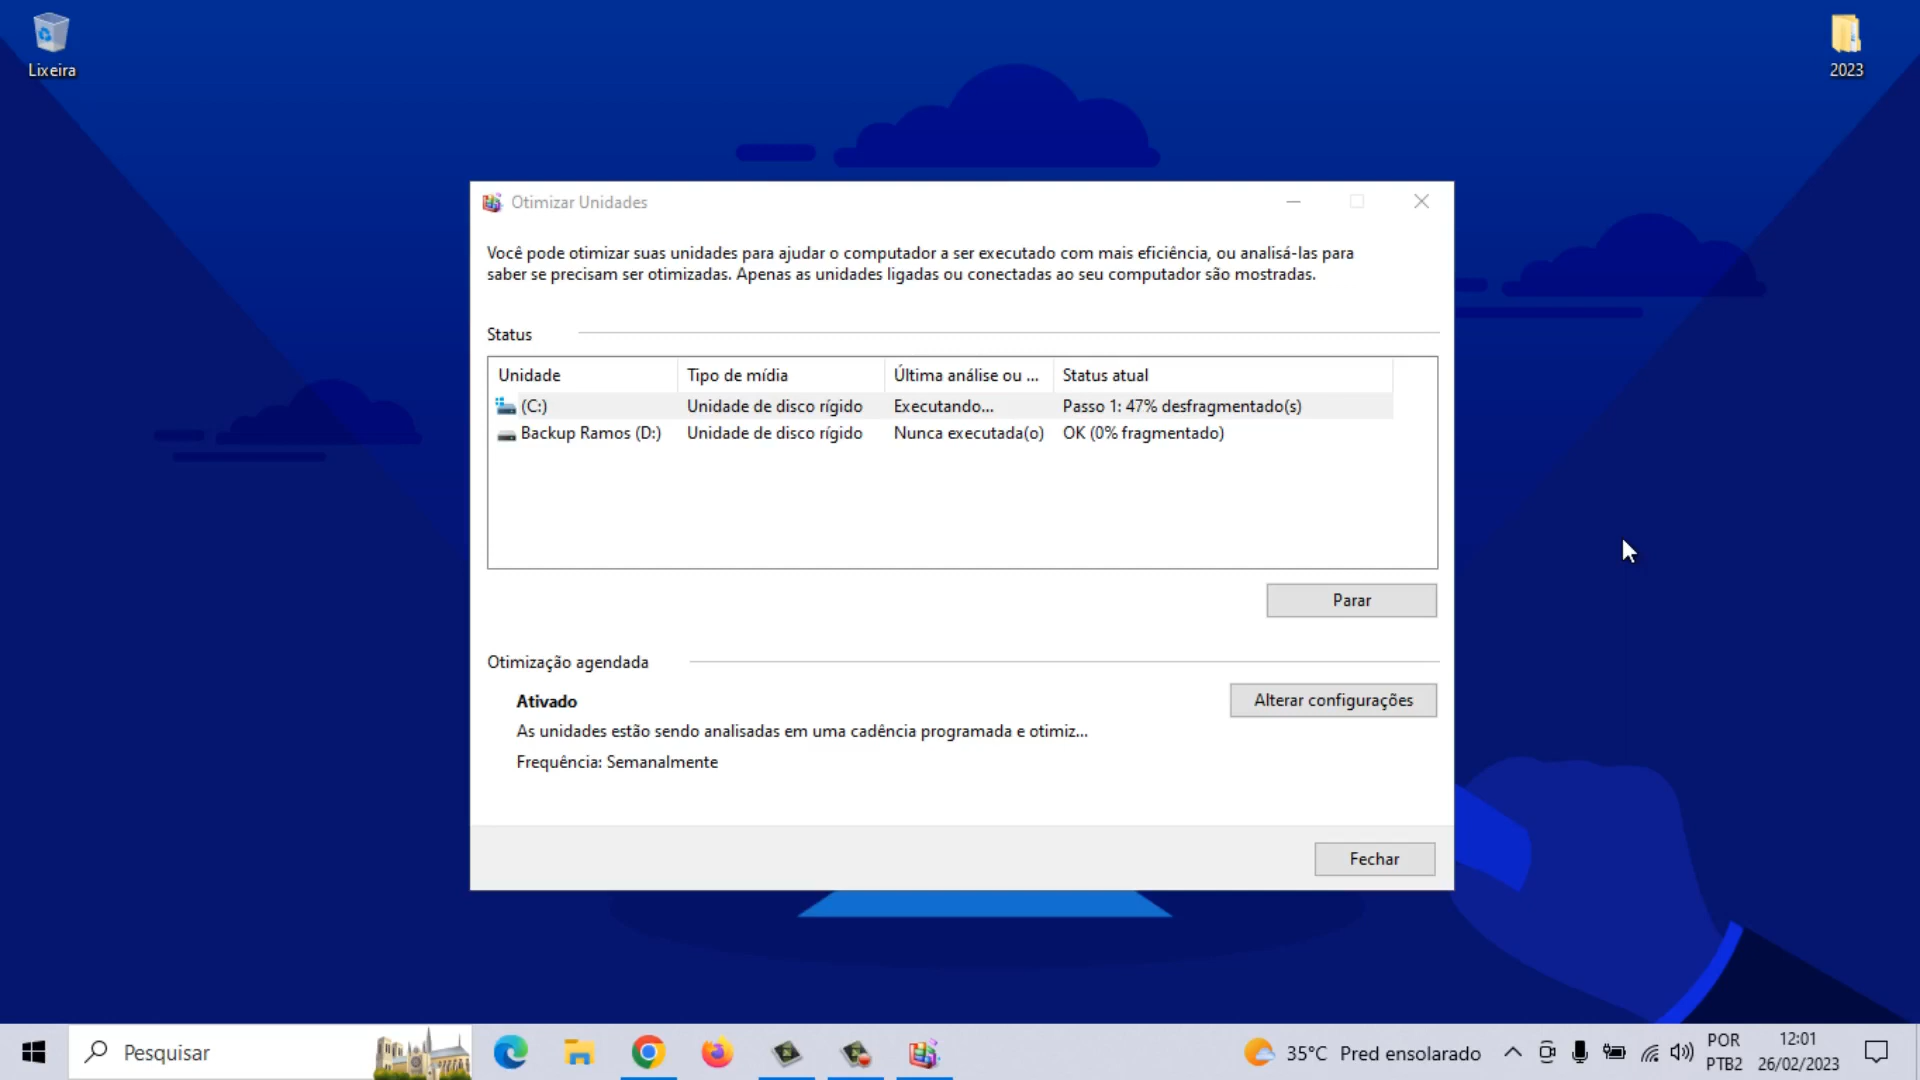 Lixeira
2023
Otimizar Unidades
Você pode otimizar suas unidades para ajudar o computador a ser executado com mais eficiência, ou analisá-las para
saber se precisam ser otimizadas. Apenas as unidades ligadas ou conectadas ao seu computador são mostradas.
Status
Unidade Tipo de mídia Última análise ou ... Status atual
(C:) Unidade de disco rígido Executando... Passo 1: 47% desfragmentado(s)
Backup Ramos (D:) Unidade de disco rígido Nunca executada(o) OK (0% fragmentado)
Parar
Otimização agendada
Ativado
Alterar configurações
As unidades estão sendo analisadas em uma cadência programada e otimiz...
Frequência: Semanalmente
Fechar
Pesquisar
35°C Pred ensolarado
POR
PTB2
12:01
26/02/2023